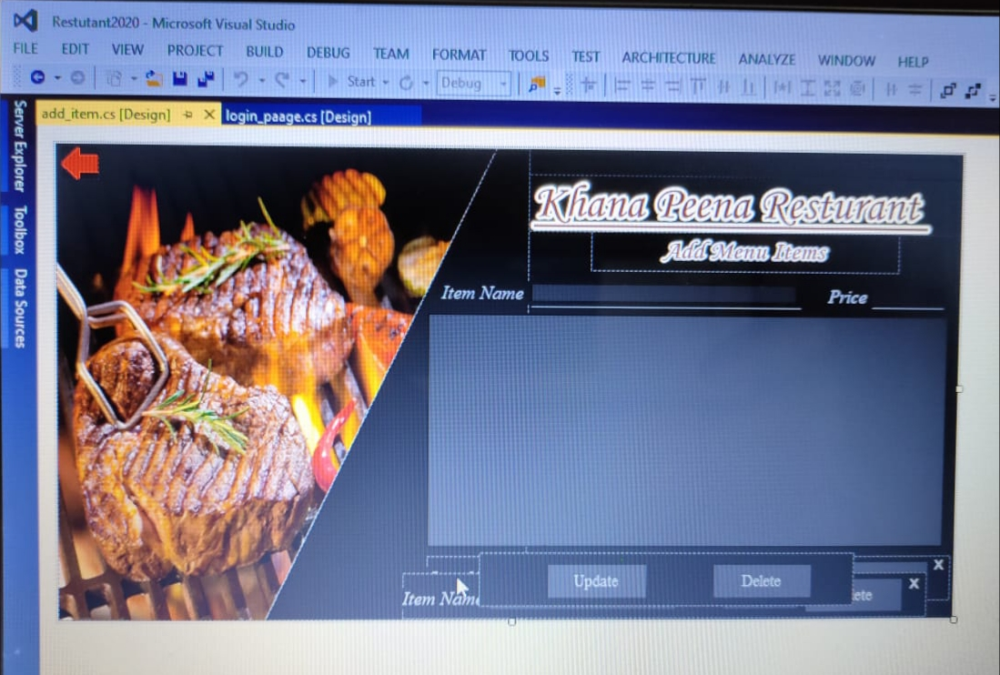 Restutant2020 - Microsoft Visual Studio
FILE EDIT VIEW PROJECT BUILD DEBUG TEAM FORMAT TOOLS TEST ARCHITECTURE ANALYZE WINDOW HELP
Start Debug
add_item.cs [Design] login_paage.cs [Design]
Server Explorer
Toolbox
Data Sources
Khana Peena Resturant
Add Menu Items
Item Name Price
Update Delete
X
Item Name
X